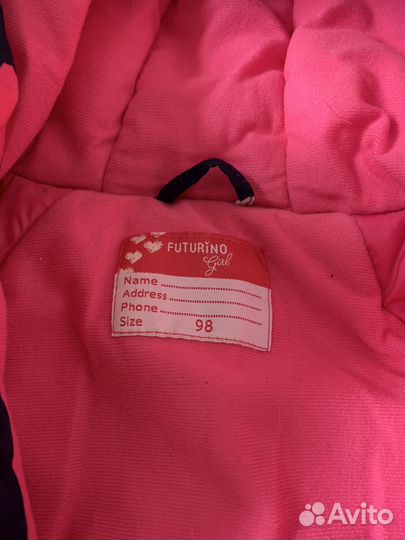 FUTURINO
Girl
Name
Address
Phone
Size 98
Avito